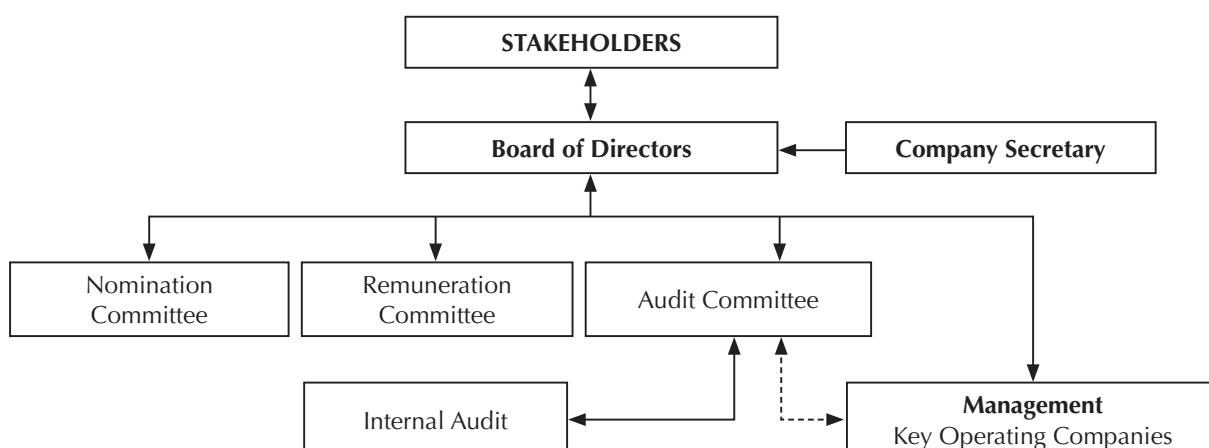 STAKEHOLDERS
Board of Directors
Company Secretary
Nomination
Committee
Remuneration
Committee
Audit Committee
Internal Audit
Management
Key Operating Companies